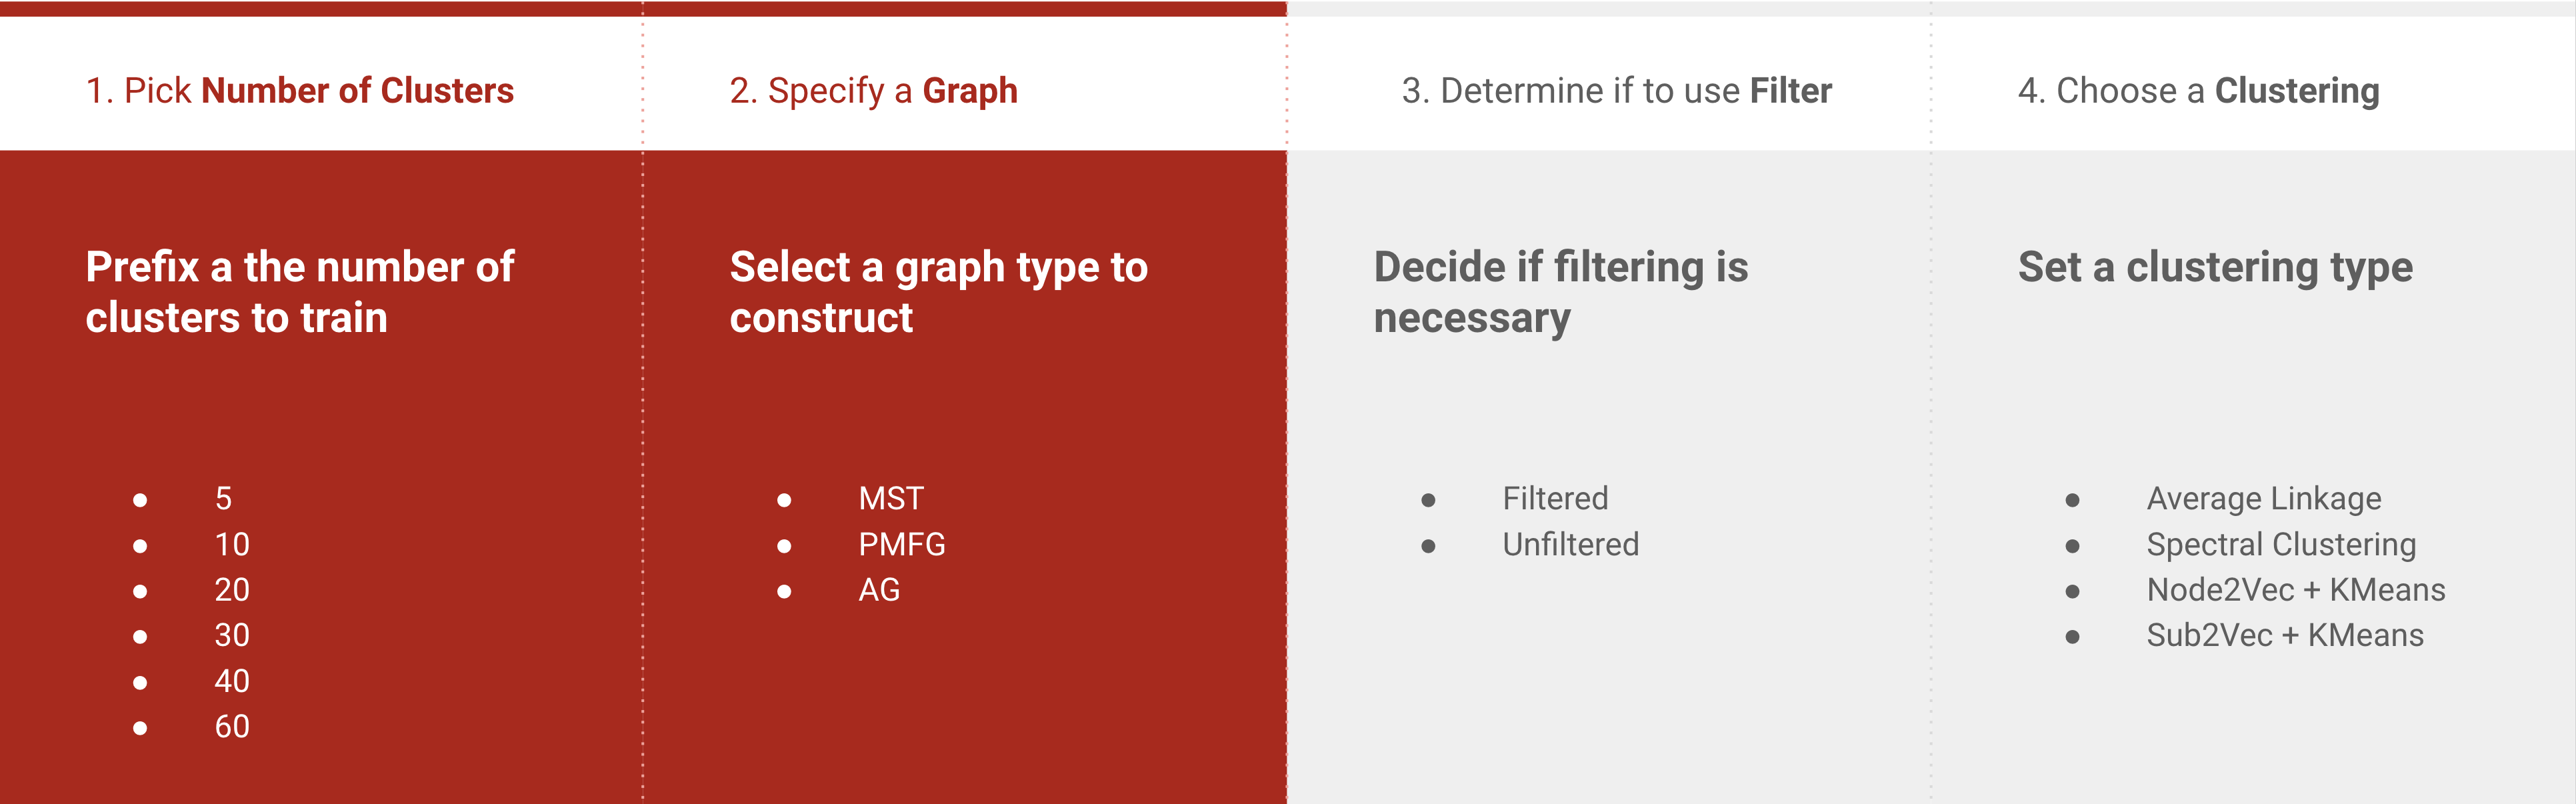 1. Pick Number of Clusters
2. Specify a Graph
3. Determine if to use Filter
4. Choose a Clustering
Prefix a the number of
clusters to train
● 5
● 10
● 20
● 30
● 40
● 60
Select a graph type to
construct
● MST
● PMFG
● AG
Decide if filtering is
necessary
● Filtered
● Unfiltered
Set a clustering type
● Average Linkage
● Spectral Clustering
● Node2Vec + KMeans
● Sub2Vec + KMeans